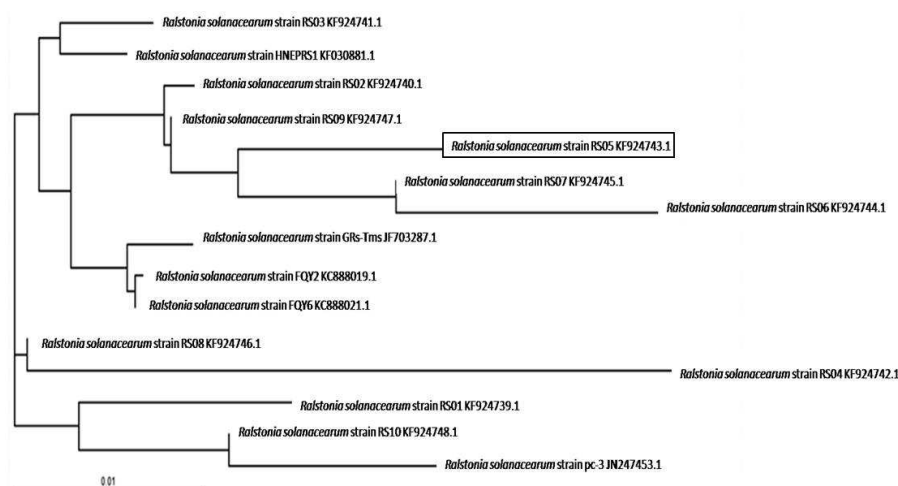 Ralstonia solanacearum strain RS03 KF924741.1
Ralstonia solanacearum strain HNEPRS1 KF030881.1
Ralstonia solanacearum strain RS02 KF924740.1
Ralstonia solanacearum strain RS09 KF924747.1
Ralstonia solanacearum strain RS05 KF924743.1
Ralstonia solanacearum strain RS07 KF924745.1
Ralstonia solanacearum strain RS06 KF924744.1
Ralstonia solanacearum strain GRs-Tms JF703287.1
Ralstonia solanacearum strain FQY2 KC888019.1
Ralstonia solanacearum strain FQY6 KC888021.1
Ralstonia solanacearum strain RS08 KF924746.1
Ralstonia solanacearum strain RS04 KF924742.1
Ralstonia solanacearum strain RS01 KF924739.1
Ralstonia solanacearum strain RS10 KF924748.1
Ralstonia solanacearum strain pc-3 JN247453.1
0.01